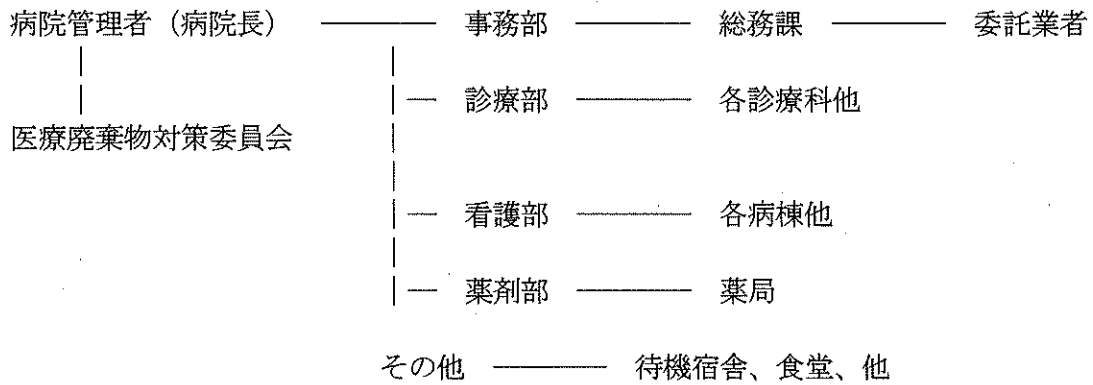 病院管理者（病院長） 事務部 総務課 委託業者
診療部 各診療科他
医療廃棄物対策委員会
看護部 各病棟他
薬剤部 薬局
その他 待機宿舎、食堂、他